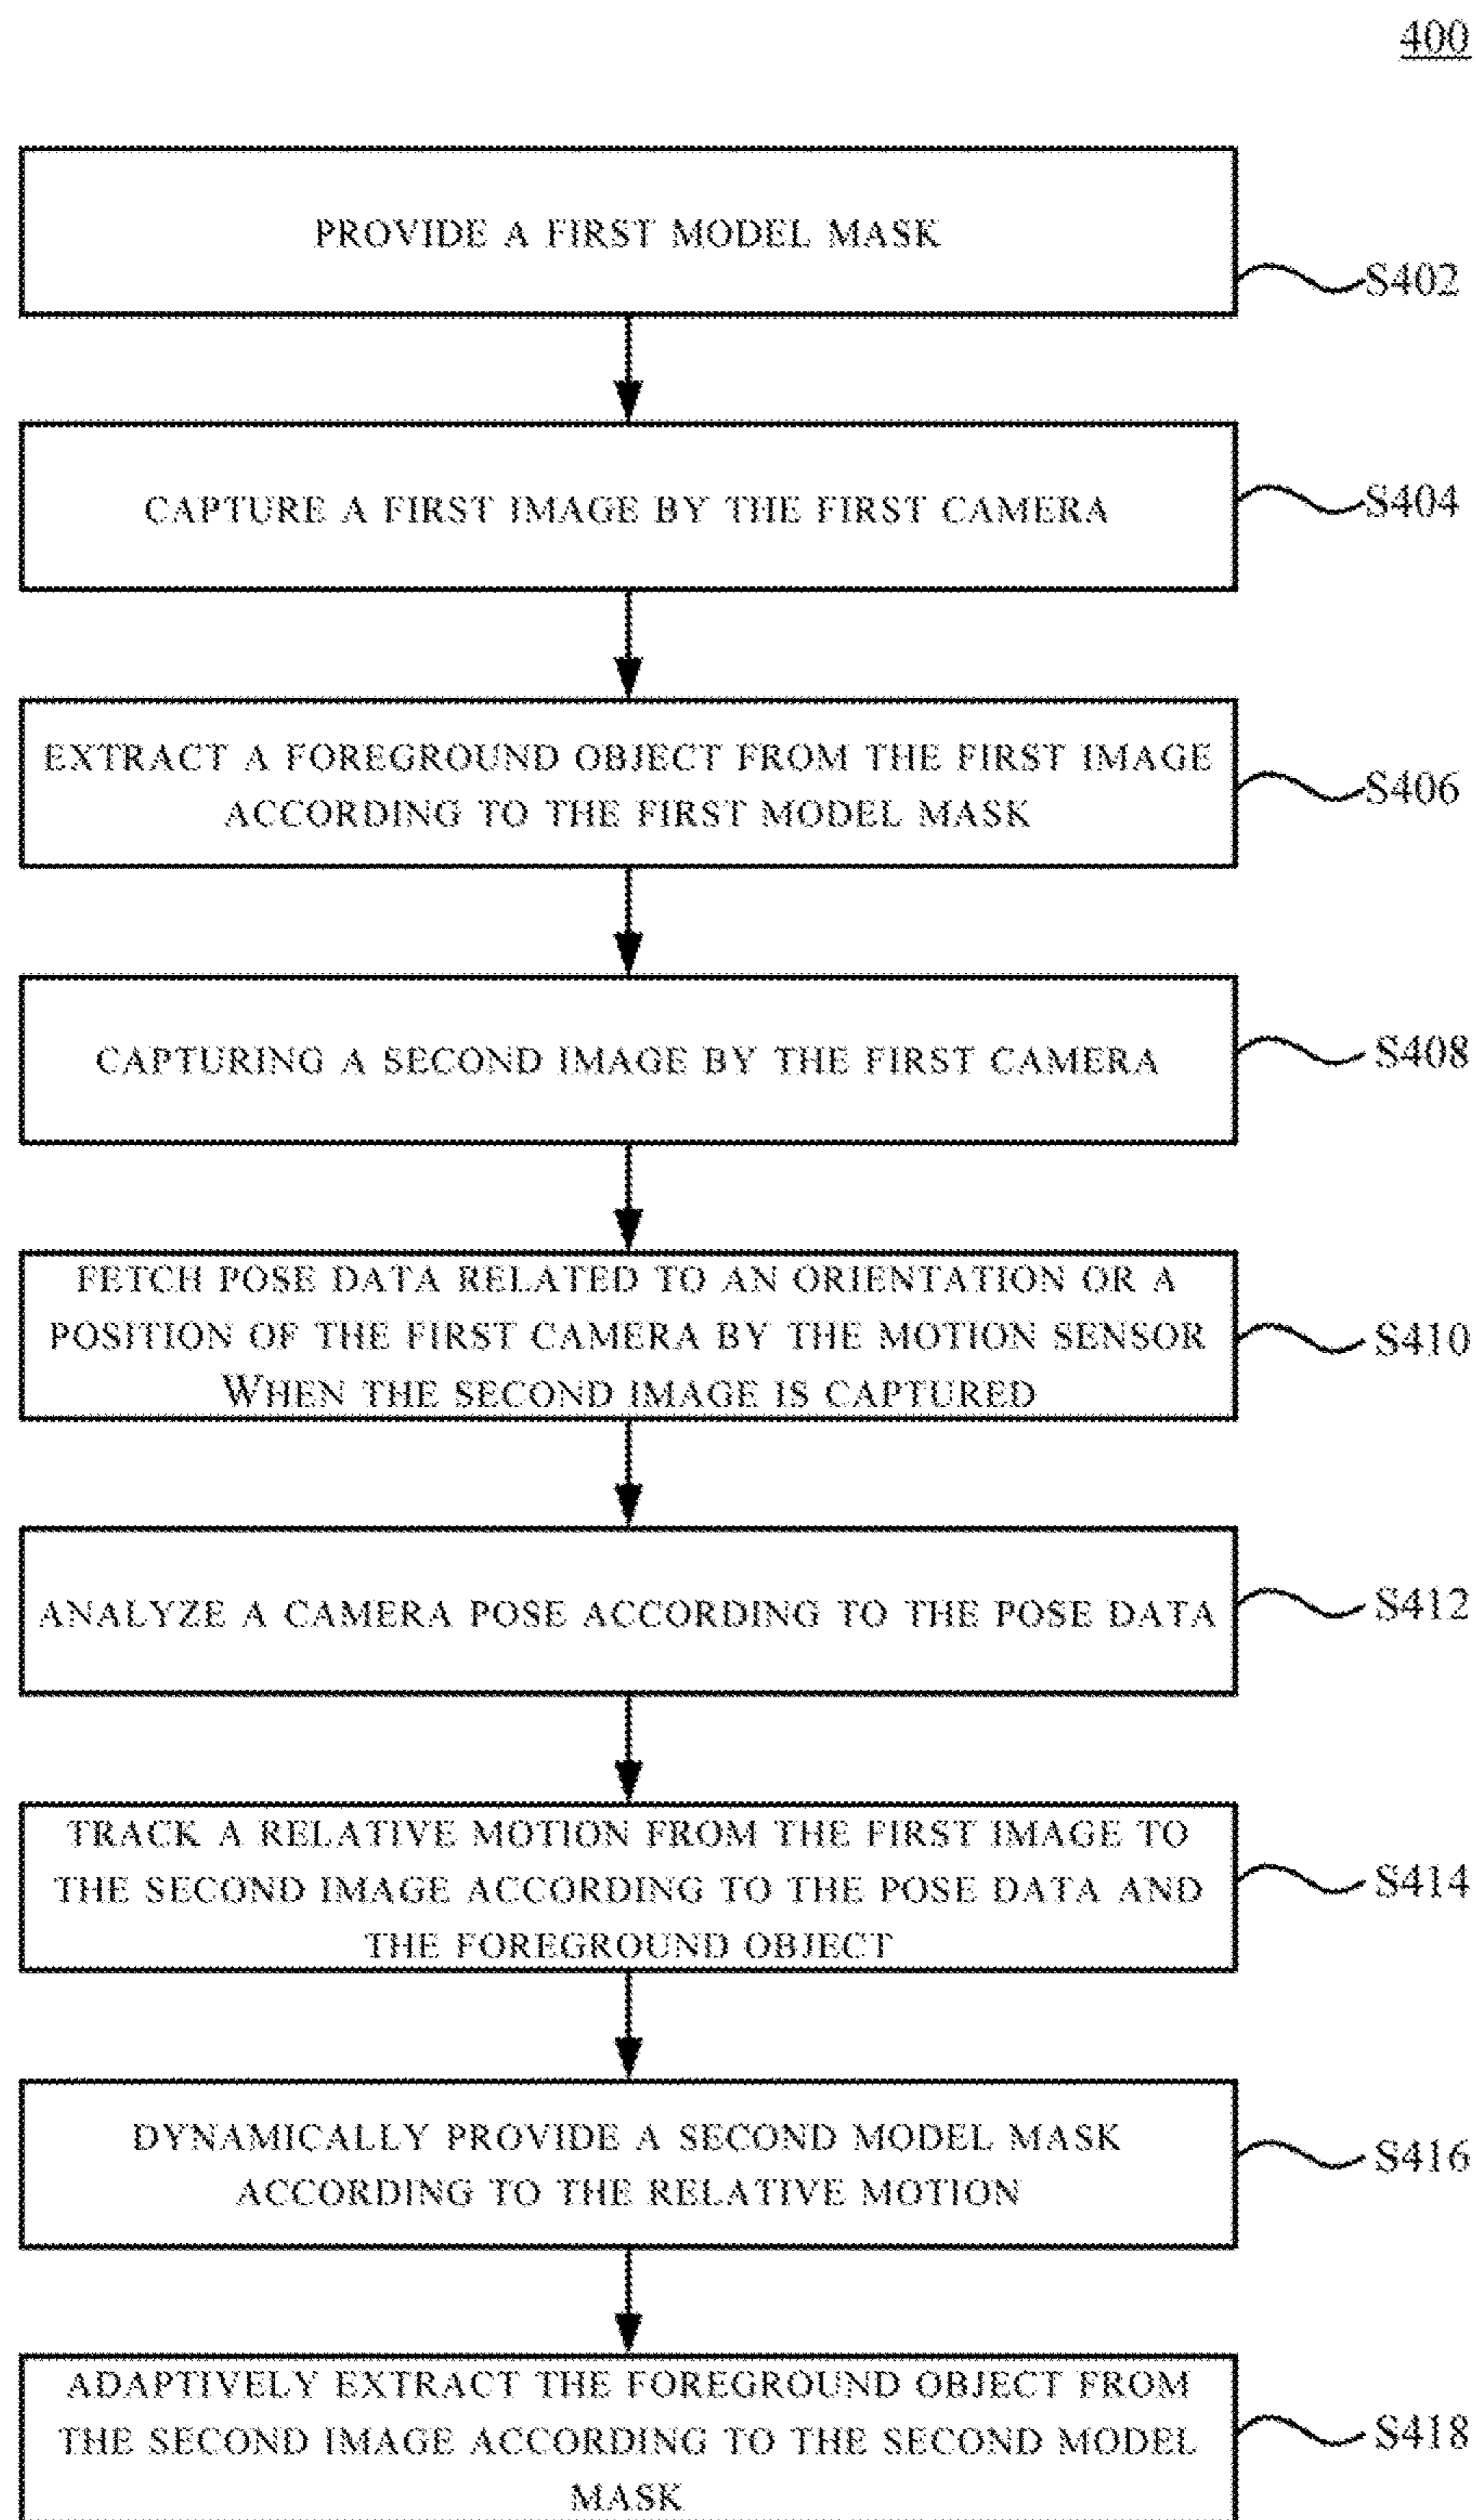 400
PROVIDE A FIRST MODEL MASK
S402
CAPTURE A FIRST IMAGE BY THE FIRST CAMERA
S404
EXTRACT A FOREGROUND OBJECT FROM THE FIRST IMAGE
ACCORDING TO THE FIRST MODEL MASK
S406
CAPTURING A SECOND IMAGE BY THE FIRST CAMERA
S408
FETCH POSE DATA RELATED TO AN ORIENTATION OR A
POSITION OF THE FIRST CAMERA BY THE MOTION SENSOR
WHEN THE SECOND IMAGE IS CAPTURED
S410
ANALYZE A CAMERA POSE ACCORDING TO THE POSE DATA
S412
TRACK A RELATIVE MOTION FROM THE FIRST IMAGE TO
THE SECOND IMAGE ACCORDING TO THE POSE DATA AND
THE FOREGROUND OBJECT
S414
DYNAMICALLY PROVIDE A SECOND MODEL MASK
ACCORDING TO THE RELATIVE MOTION
S416
ADAPTIVELY EXTRACT THE FOREGROUND OBJECT FROM
THE SECOND IMAGE ACCORDING TO THE SECOND MODEL
MASK
S418